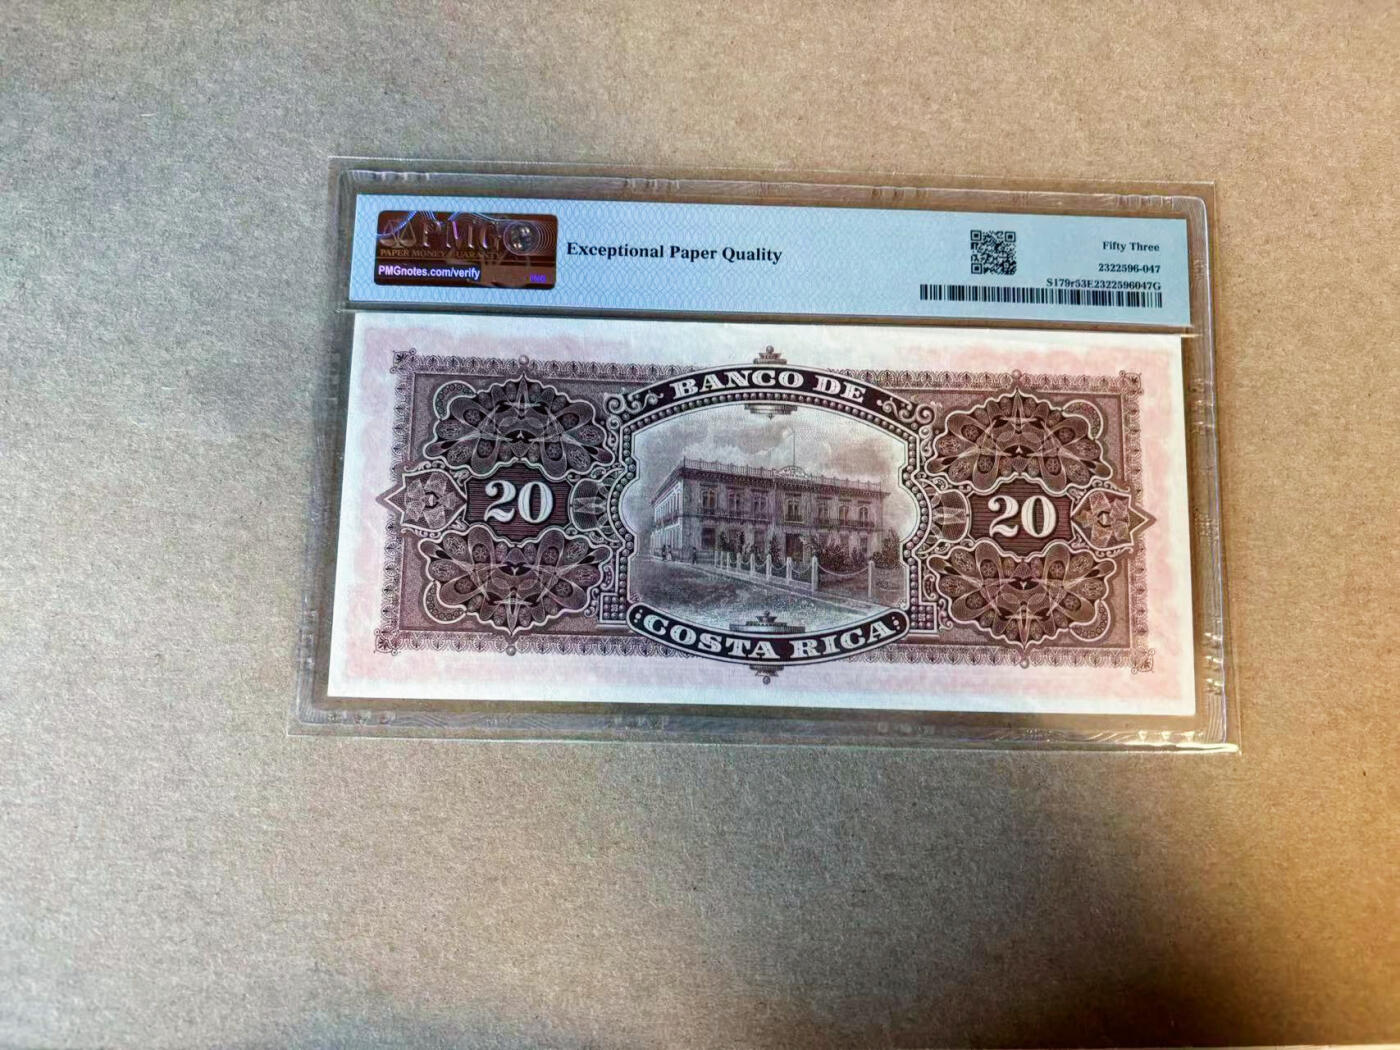 PMG
PAPER MONEY GUARANTY
PMGnotes.com/verify
PMG
Exceptional Paper Quality
Fifty Three
2322596-047
S179r53E2322596047G
BANCO DE
20
20
COSTA RICA